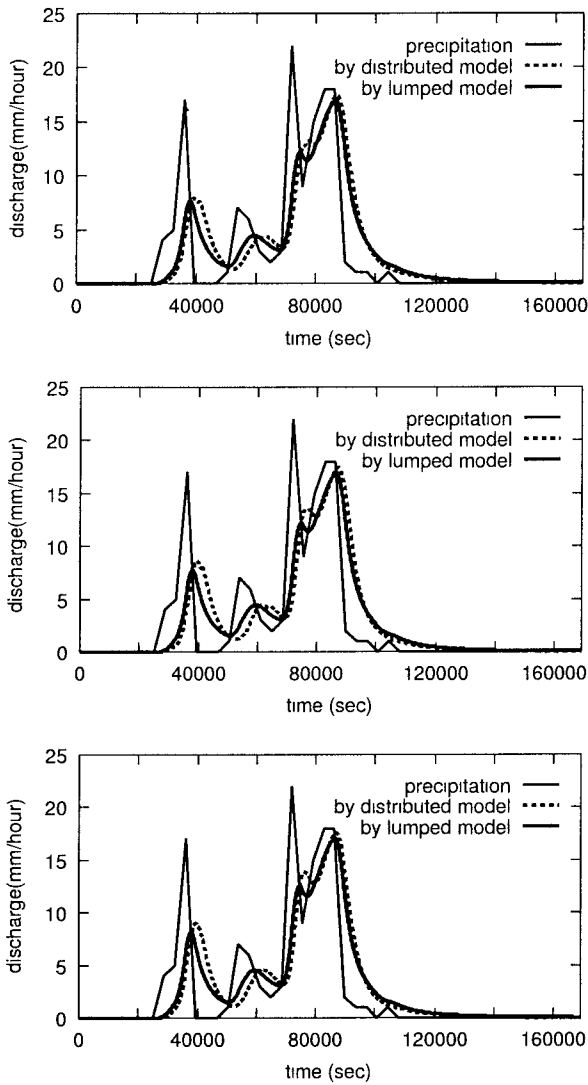 25
20
15
10
5
0
discharge(mm/hour)
precipitation
by distributed model
by lumped model
0 40000 80000 120000 160000
time (sec)
25
20
15
10
5
0
discharge(mm/hour)
precipitation
by distributed model
by lumped model
0 40000 80000 120000 160000
time (sec)
25
20
15
10
5
0
discharge(mm/hour)
precipitation
by distributed model
by lumped model
0 40000 80000 120000 160000
time (sec)